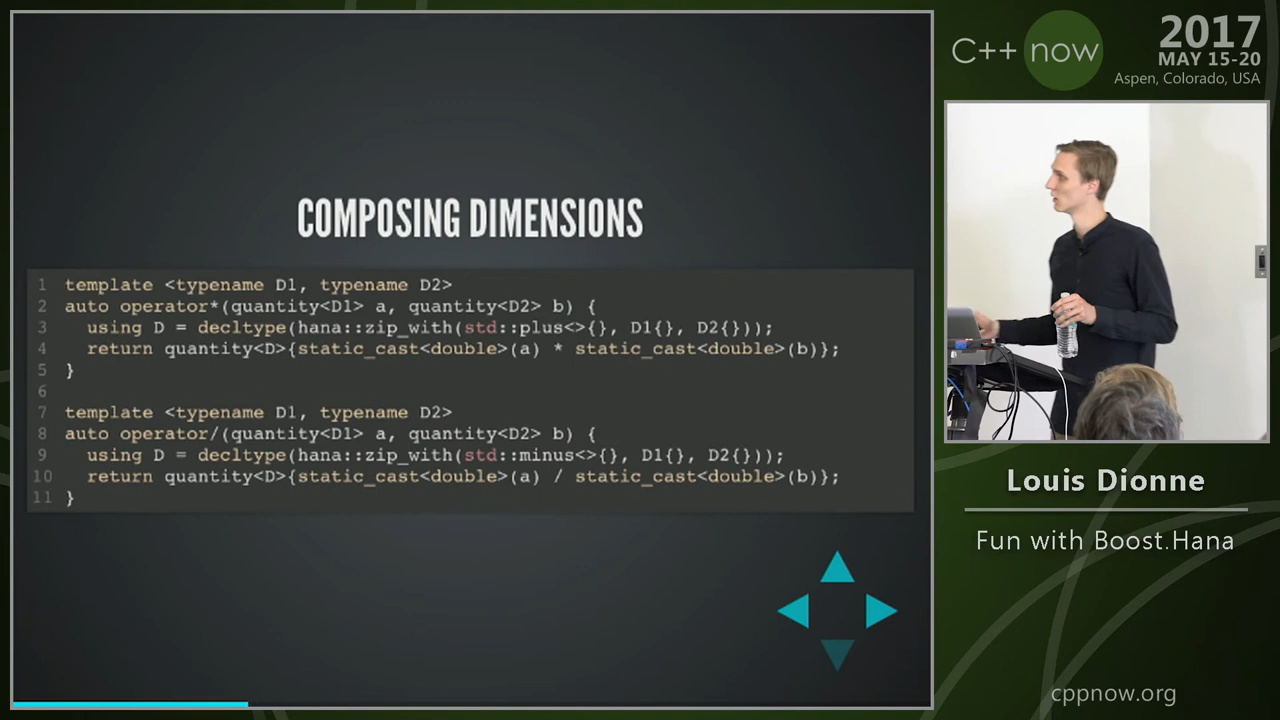 COMPOSING DIMENSIONS
1 template <typename D1, typename D2>
2 auto operator*(quantity<D1> a, quantity<D2> b) {
3 using D = decltype(hana::zip_with(std::plus<>{}, D1{}, D2{}));
4 return quantity<D>{static_cast<double>(a) * static_cast<double>(b)};
5 }
6
7 template <typename D1, typename D2>
8 auto operator/(quantity<D1> a, quantity<D2> b) {
9 using D = decltype(hana::zip_with(std::minus<>{}, D1{}, D2{}));
10 return quantity<D>{static_cast<double>(a) / static_cast<double>(b)};
11 }
C++ now
2017
MAY 15-20
Aspen, Colorado, USA
Louis Dionne
Fun with Boost.Hana
cppnow.org